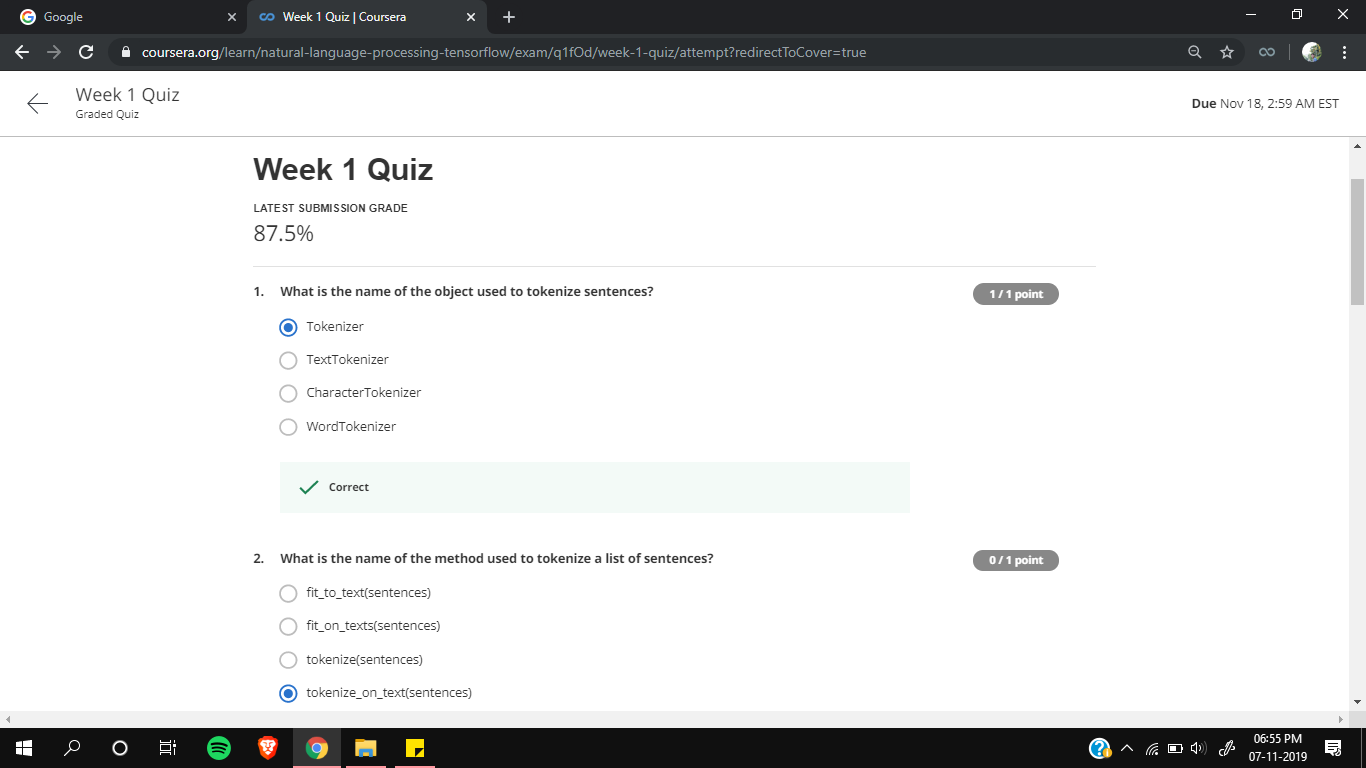 Google
Week 1 Quiz | Coursera
coursera.org/learn/natural-language-processing-tensorflow/exam/q1fOd/week-1-quiz/attempt?redirectToCover=true
Week 1 Quiz
Graded Quiz
Due Nov 18, 2:59 AM EST
Week 1 Quiz
LATEST SUBMISSION GRADE
87.5%
1. What is the name of the object used to tokenize sentences?
1 / 1 point
Tokenizer
TextTokenizer
CharacterTokenizer
WordTokenizer
Correct
2. What is the name of the method used to tokenize a list of sentences?
0 / 1 point
fit_to_text(sentences)
fit_on_texts(sentences)
tokenize(sentences)
tokenize_on_text(sentences)
06:55 PM
07-11-2019